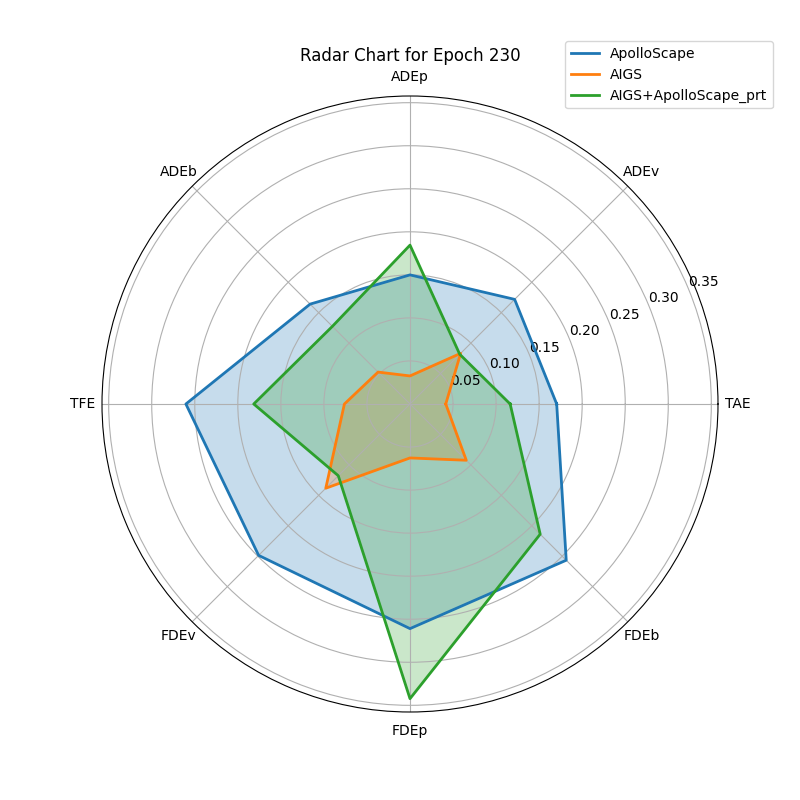 Radar Chart for Epoch 230
ApolloScape
AIGS
AIGS+ApolloScape_prt
ADEp
ADEb
ADEv
0.35
0.30
0.25
0.20
0.15
0.10
0.05
TFE
TAE
FDEv
FDEb
FDEp